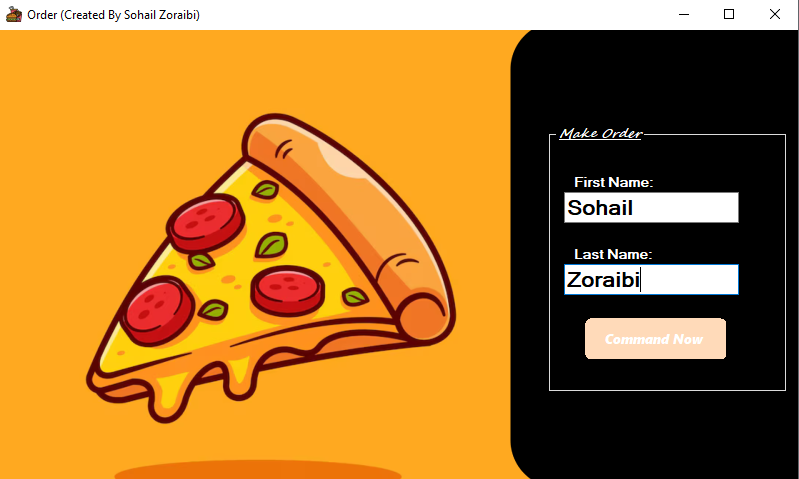 Order (Created By Sohail Zoraibi)
Make Order
First Name:
Sohail
Last Name:
Zoraibi
Command Now